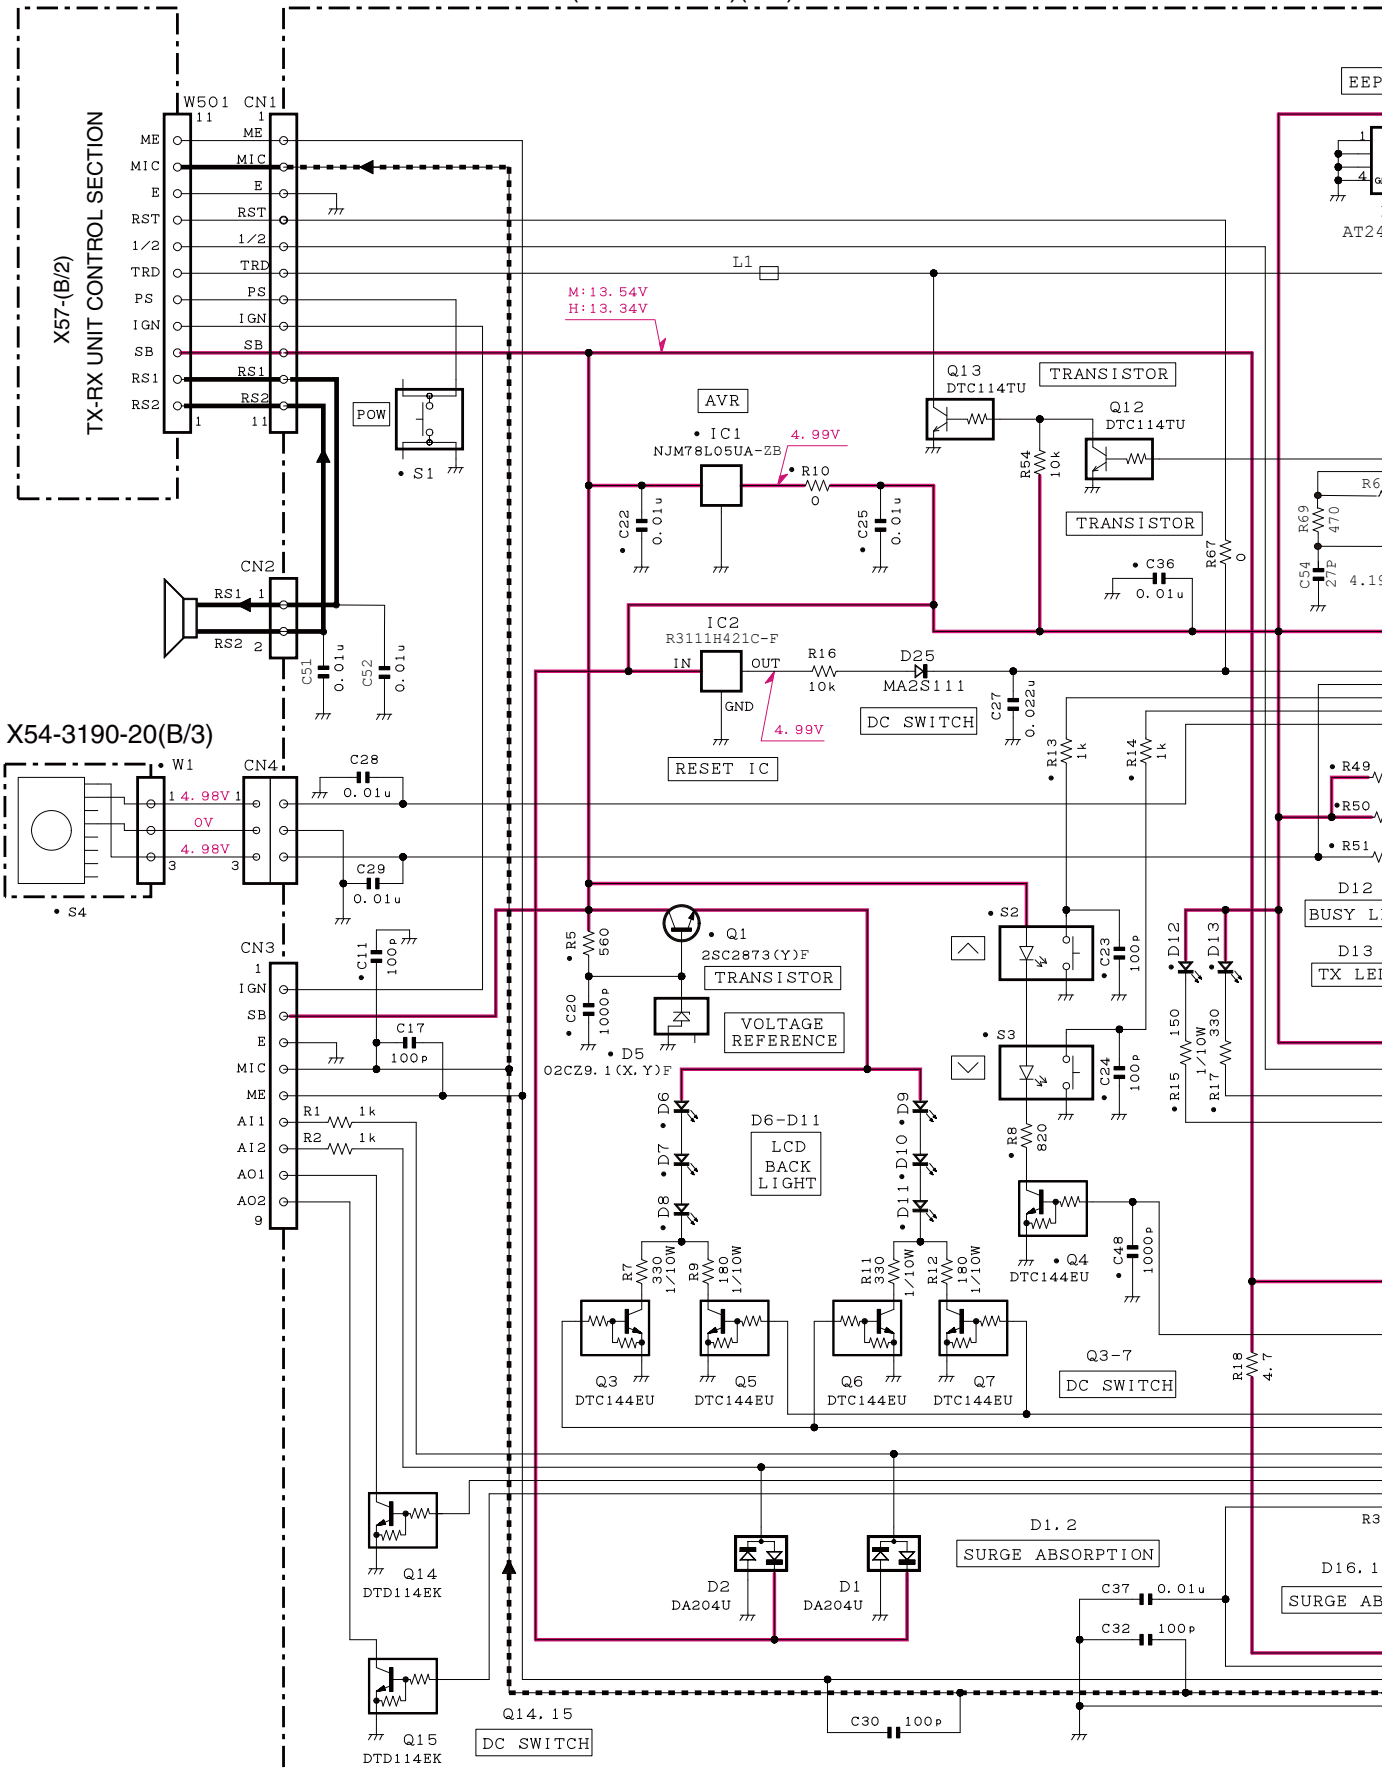 X57-(B/2)
TX-RX UNIT CONTROL SECTION
W501
11
CN1
1
ME
ME
MIC
MIC
E
E
RST
RST
1/2
1/2
TRD
TRD
PS
PS
IGN
IGN
SB
SB
RS1
RS1
RS2
RS2
1
11
POW
• S1
CN2
RS1
1
RS2
2
C51
0.01u
C52
0.01u
L1
M:13.54V
H:13.34V
AVR
• IC1
NJM78L05UA-ZB
4.99V
• R10
0
• C22
0.01u
• C25
0.01u
Q13
DTC114TU
TRANSISTOR
Q12
DTC114TU
R54
10k
TRANSISTOR
• C36
0.01u
R67
0
EEP
1
4
AT24
R6
R69
470
C54
27P
4.19
IC2
R3111H421C-F
IN
OUT
GND
4.99V
RESET IC
R16
10k
D25
MA2S111
DC SWITCH
C27
0.022u
• R13
1k
• R14
1k
• R49
• R50
• R51
D12
BUSY L
D13
TX LE
X54-3190-20(B/3)
• W1
CN4
1
4.98V
1
0V
4.98V
3
3
• S4
C28
0.01u
C29
0.01u
CN3
1
IGN
SB
E
MIC
ME
AI1
AI2
AO1
AO2
9
• C11
100p
C17
100p
R1
1k
R2
1k
• R5
560
• C20
1000p
• Q1
2SC2873(Y)F
TRANSISTOR
• D5
02CZ9.1(X,Y)F
VOLTAGE
REFERENCE
• D6
• D7
• D8
• D9
• D10
• D11
D6-D11
LCD
BACK
LIGHT
• S2
• C23
100p
• S3
• C24
100p
• R8
820
• D12
• D13
• R15
150
1/10W
• R17
330
• Q4
DTC144EU
• C48
1000p
R7
330
1/10W
R9
180
1/10W
R11
330
1/10W
R12
180
1/10W
Q3
DTC144EU
Q5
DTC144EU
Q6
DTC144EU
Q7
DTC144EU
Q3-7
DC SWITCH
R18
4.7
Q14
DTD114EK
Q15
DTD114EK
Q14,15
DC SWITCH
D2
DA204U
D1
DA204U
D1,2
SURGE ABSORPTION
C37
0.01u
C32
100p
C30
100p
R3
D16,1
SURGE AB